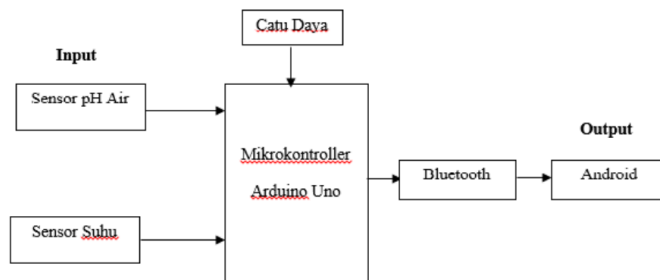 Catu Daya
Input
Sensor pH Air
Mikrokontroller
Arduino Uno
Output
Bluetooth
Android
Sensor Suhu